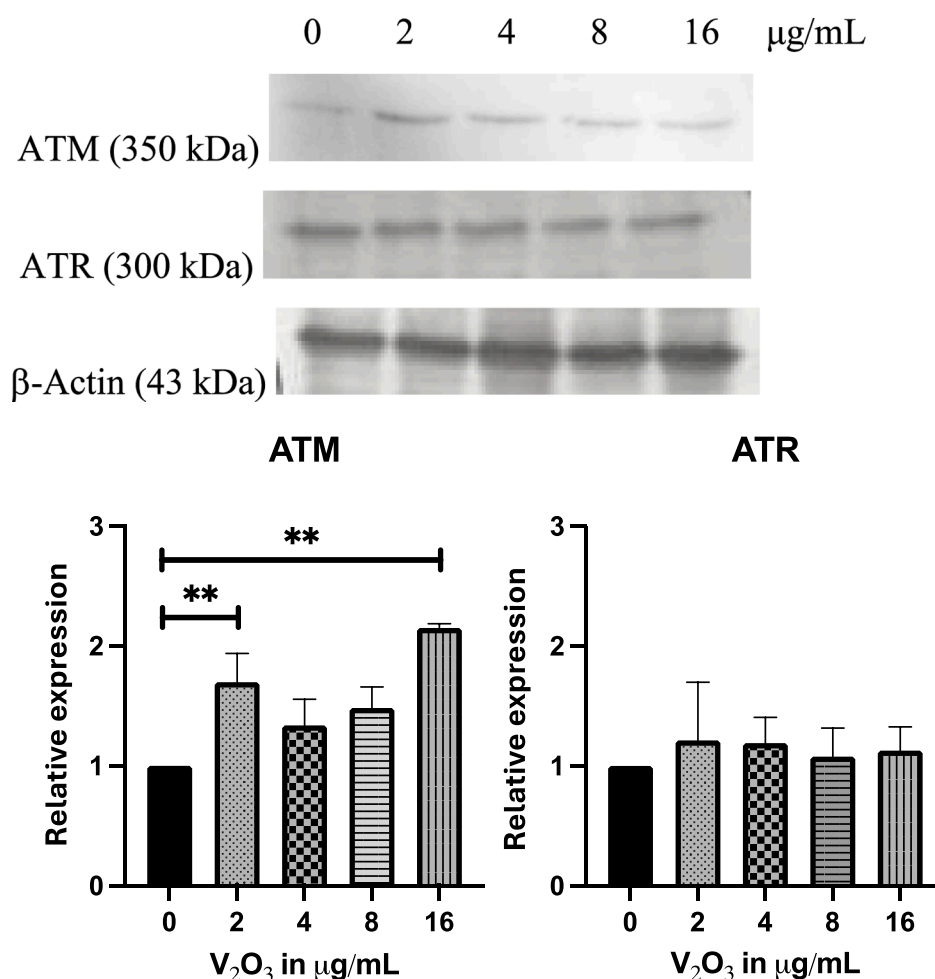 0 2 4 8 16 μg/mL
ATM (350 kDa)
ATR (300 kDa)
β-Actin (43 kDa)
ATM
3
2
1
0
Relative expression
**
**
0 2 4 8 16
V₂O₃ in μg/mL
ATR
3
2
1
0
Relative expression
0 2 4 8 16
V₂O₃ in μg/mL